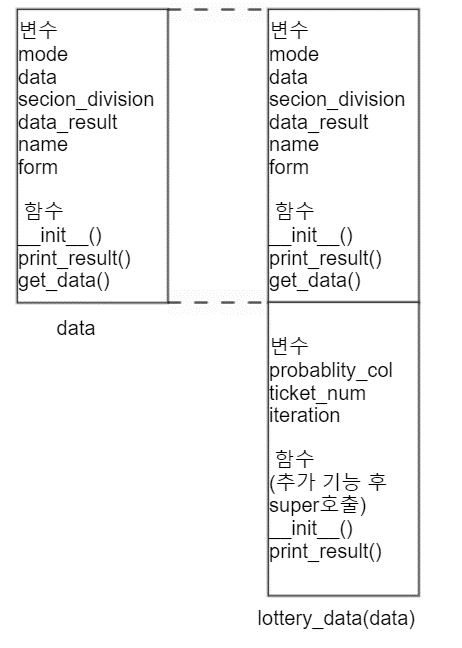 변수
mode
data
secion_division
data_result
name
form
함수
__init__()
print_result()
get_data()
data
변수
mode
data
secion_division
data_result
name
form
함수
__init__()
print_result()
get_data()
변수
probablity_col
ticket_num
iteration
함수
(추가 기능 후
super호출)
__init__()
print_result()
lottery_data(data)